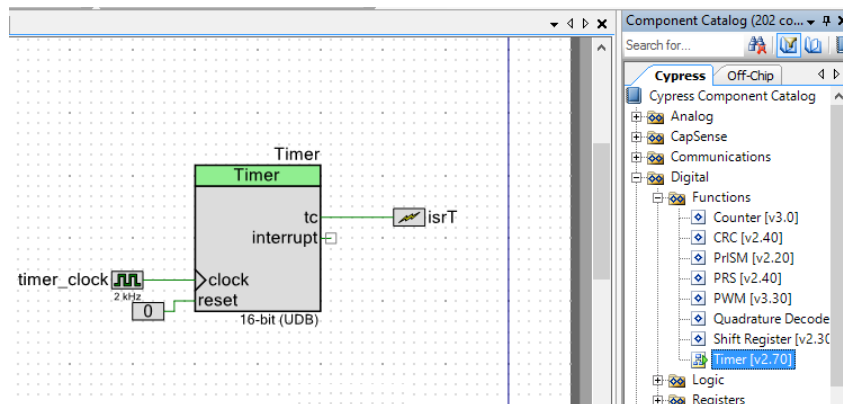 Component Catalog (202 co...
Search for...
Cypress
Off-Chip
Cypress Component Catalog
Analog
CapSense
Communications
Digital
Functions
Counter [v3.0]
CRC [v2.40]
PrISM [v2.20]
PRS [v2.40]
PWM [v3.30]
Quadrature Decode
Shift Register [v2.30
Timer [v2.70]
Logic
Registers
Timer
Timer
tc
isrT
interrupt
timer_clock
clock
2 kHz
reset
0
16-bit (UDB)